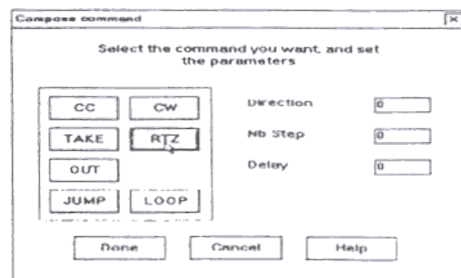 Compose command
Select the command you want, and set
the parameters
CC CW Direction 0
TAKE RTZ Nb Step 0
OUT Delay 0
JUMP LOOP
Done Cancel Help